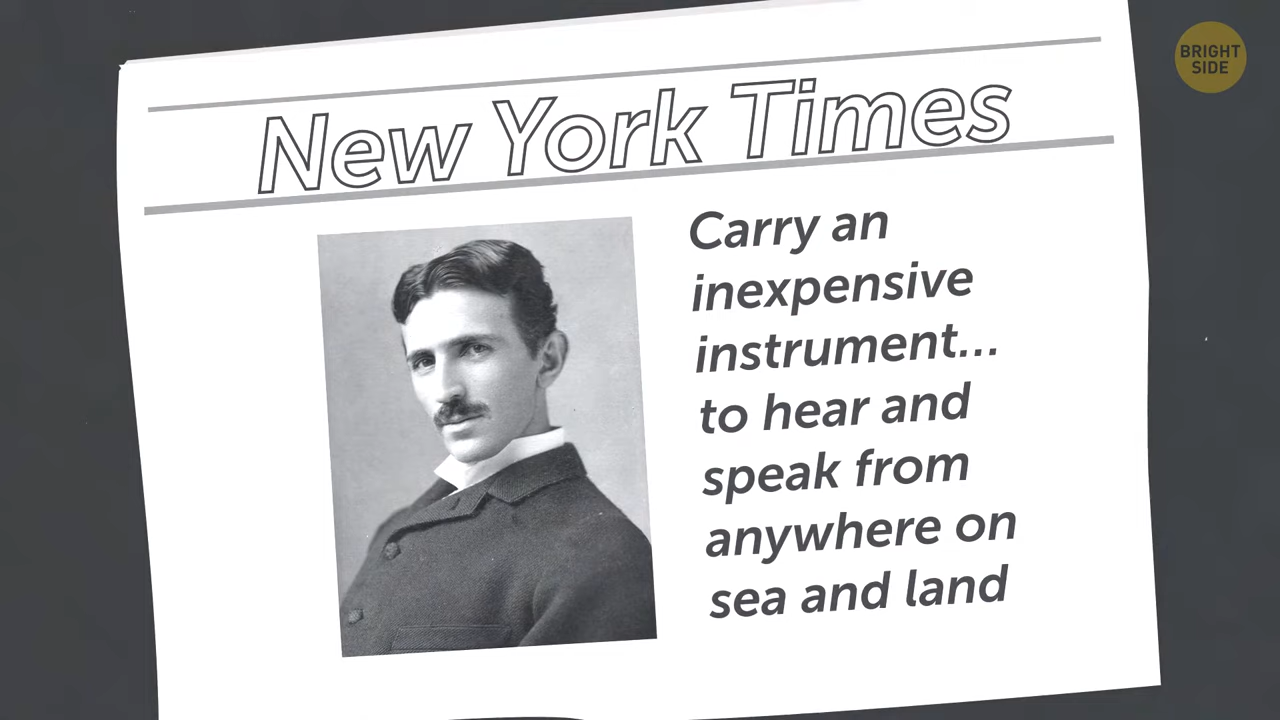 BRIGHT
SIDE
New York Times
Carry an
inexpensive
instrument...
to hear and
speak from
anywhere on
sea and land